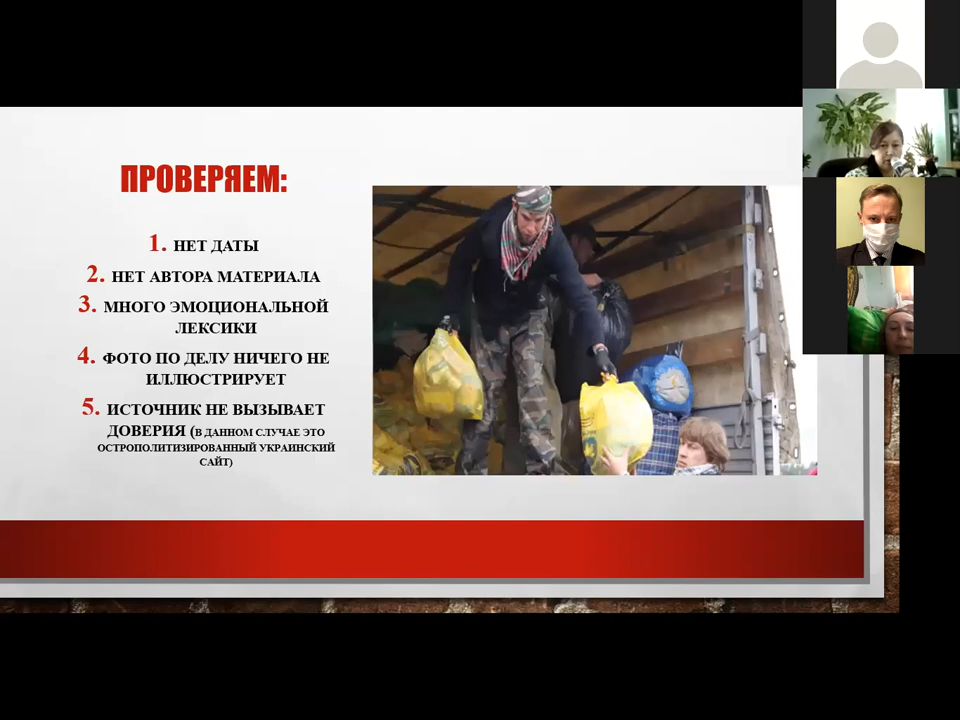 ПРОВЕРЯЕМ:
1. НЕТ ДАТЫ
2. НЕТ АВТОРА МАТЕРИАЛА
3. МНОГО ЭМОЦИОНАЛЬНОЙ
ЛЕКСИКИ
4. ФОТО ПО ДЕЛУ НИЧЕГО НЕ
ИЛЛЮСТРИРУЕТ
5. ИСТОЧНИК НЕ ВЫЗЫВАЕТ
ДОВЕРИЯ (В ДАННОМ СЛУЧАЕ ЭТО
ОСТРОПОЛИТИЗИРОВАННЫЙ УКРАИНСКИЙ
САЙТ)